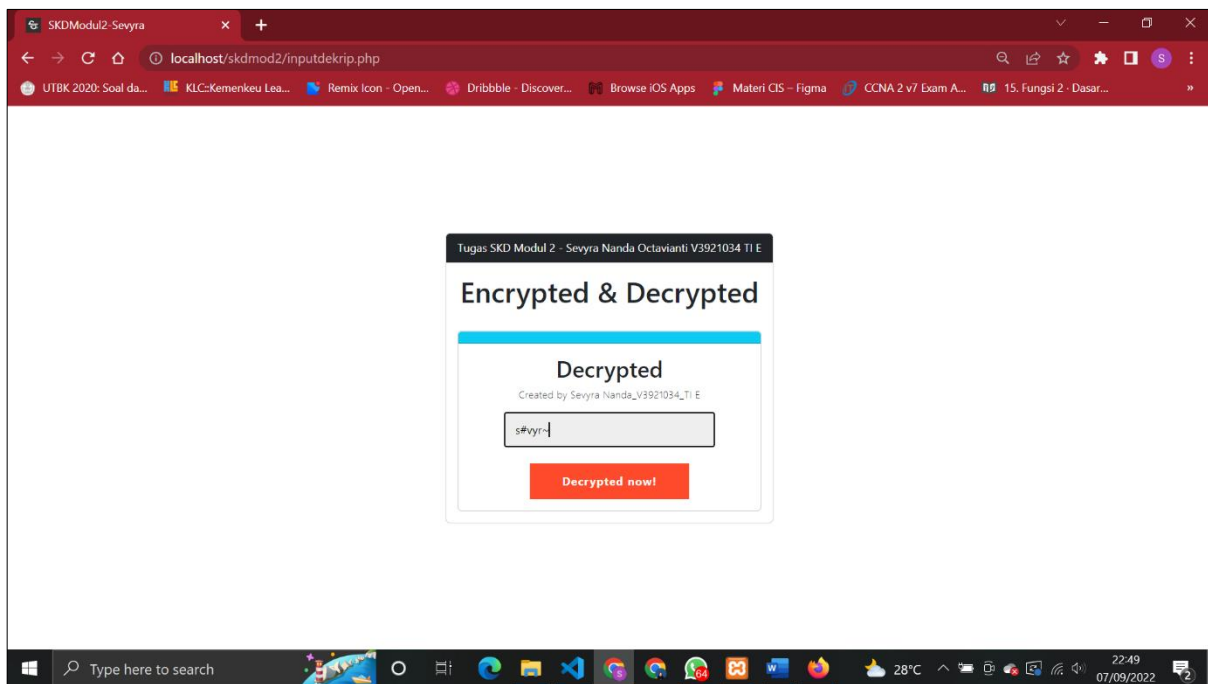 SKDModul2-Sevyra
localhost/skdmod2/inputdekrip.php
S
UTBK 2020: Soal da... KLC::Kemenkeu Lea... Remix Icon - Open... Dribbble - Discover... Browse iOS Apps Materi CIS – Figma CCNA 2 v7 Exam A... 15. Fungsi 2 - Dasar... »
Tugas SKD Modul 2 - Sevyra Nanda Octavianti V3921034 TI E
Encrypted & Decrypted
Decrypted
Created by Sevyra Nanda_V3921034_TI E
s#vyr~
Decrypted now!
Type here to search
64
28°C
22:49
07/09/2022
2